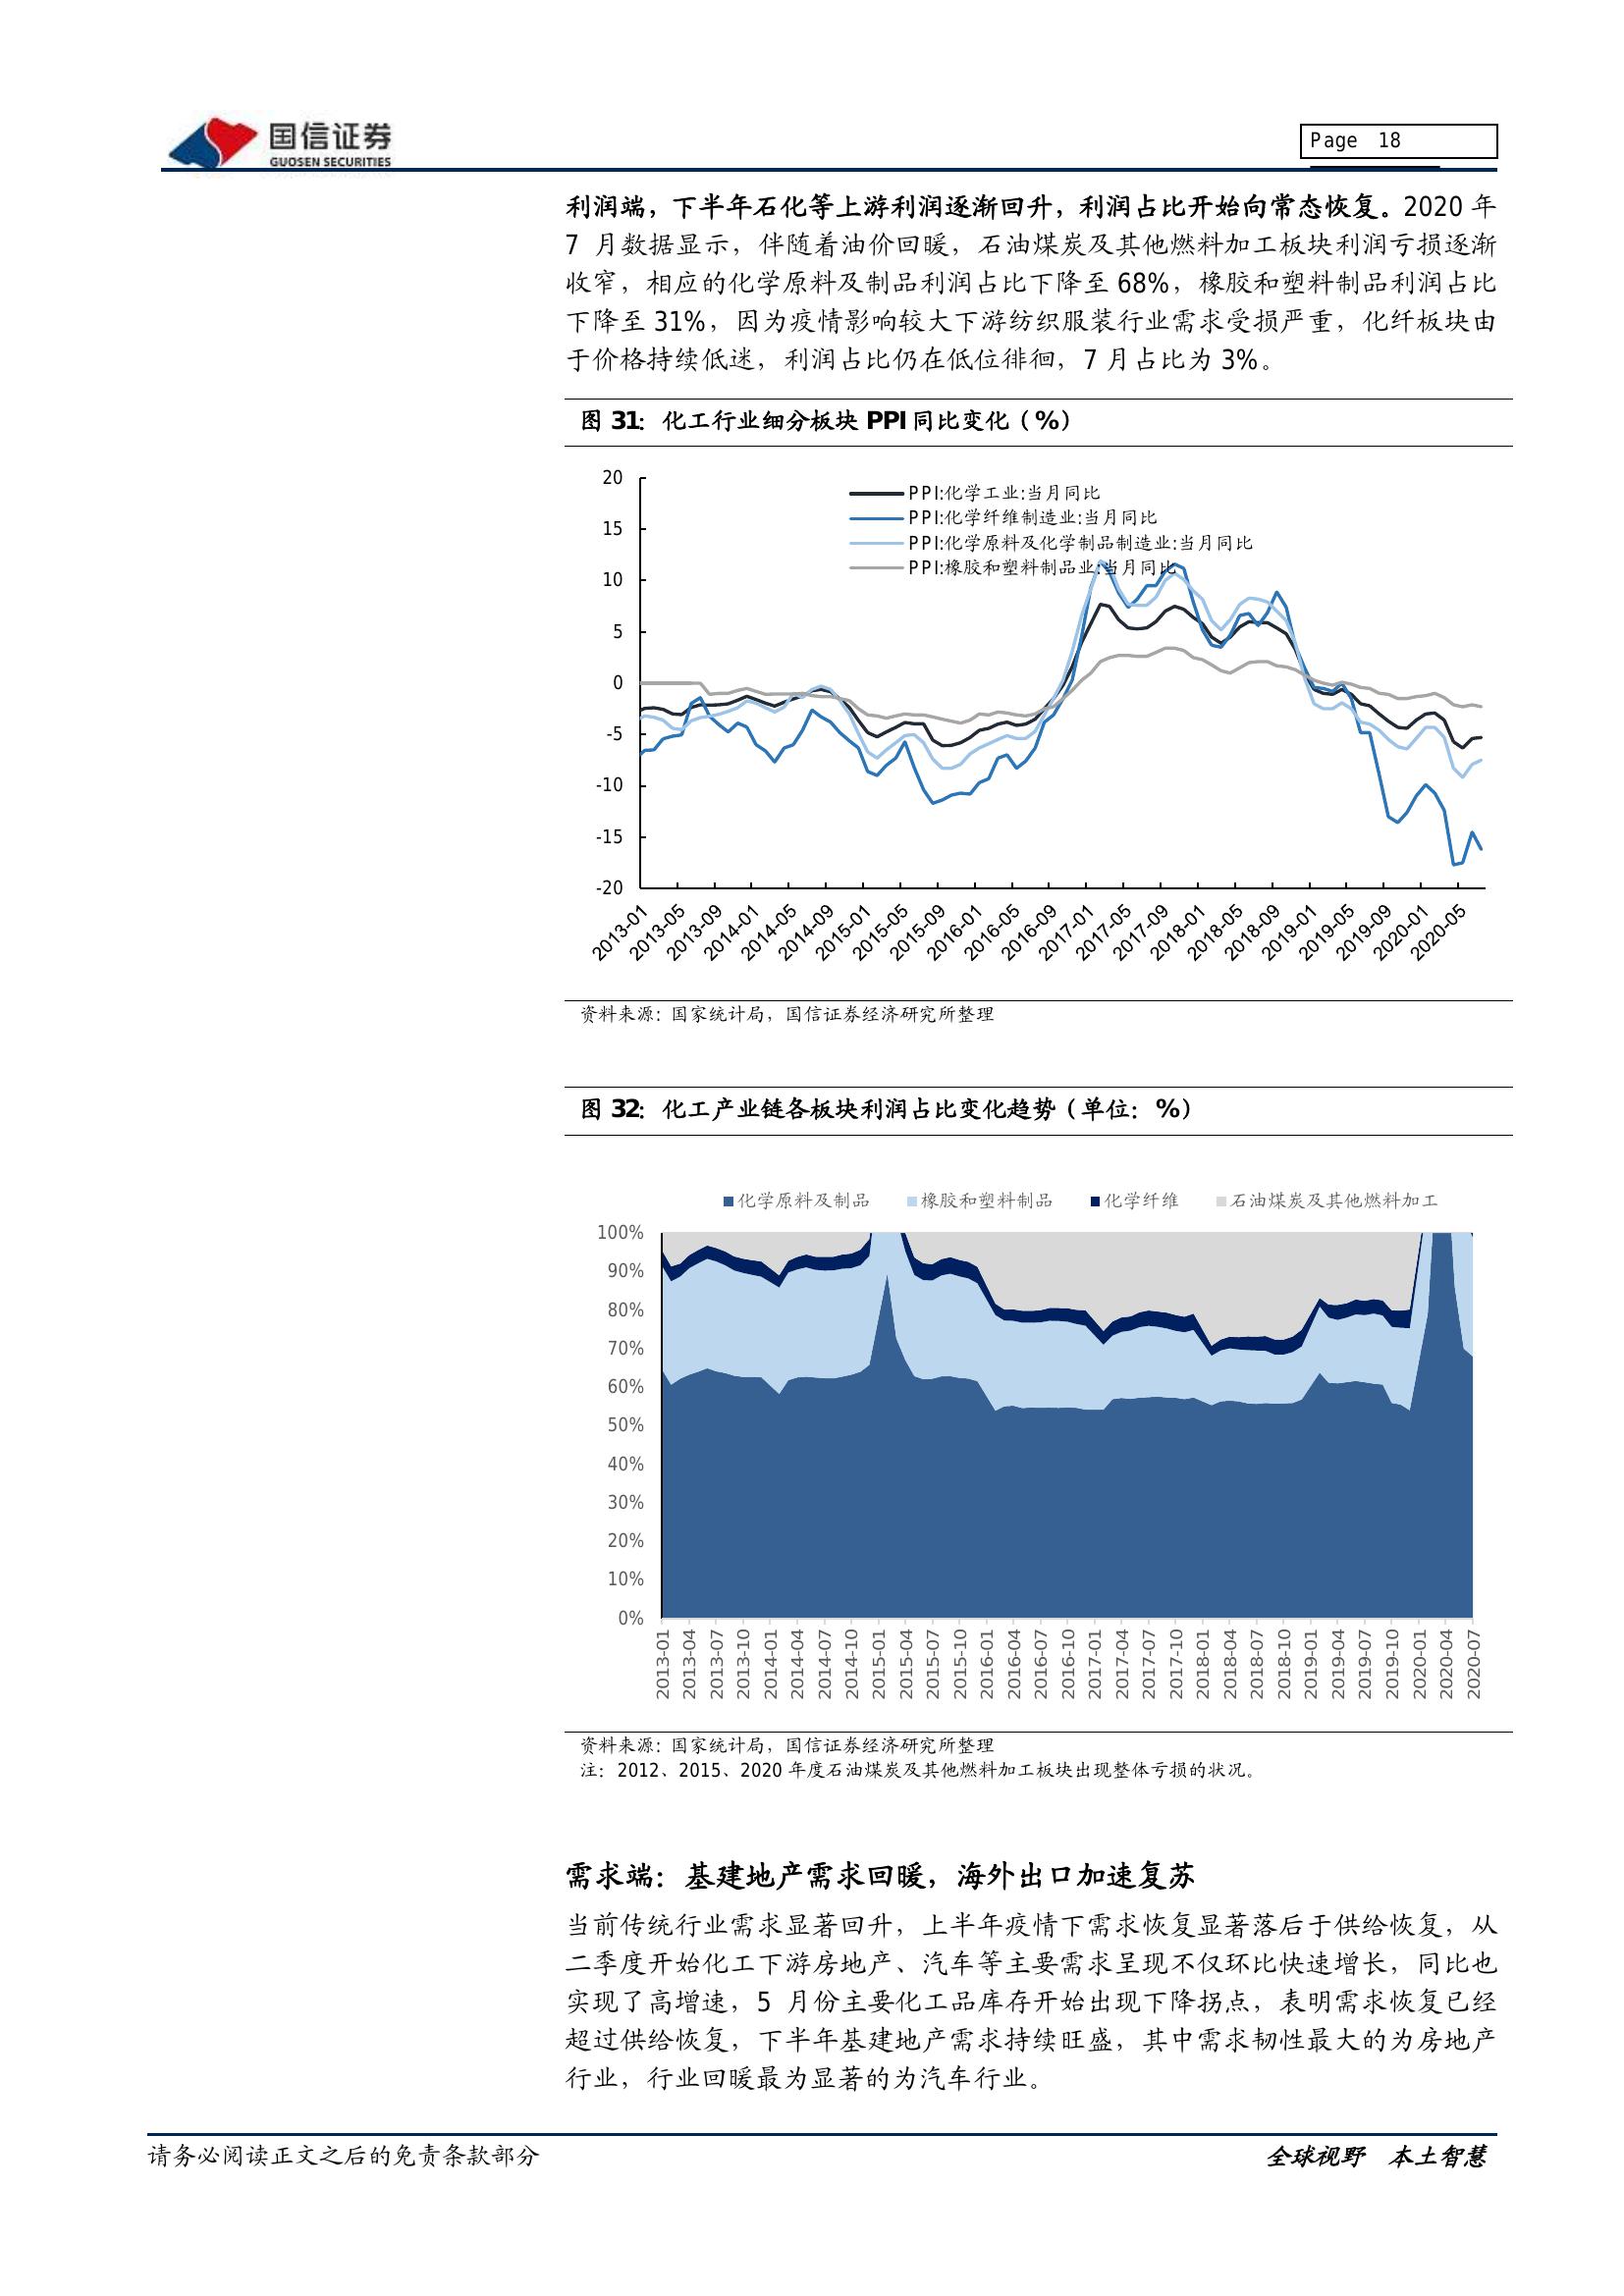 国信证券
GUOSEN SECURITIES
Page 18
利润端，下半年石化等上游利润逐渐回升，利润占比开始向常态恢复。2020 年
7 月数据显示，伴随着油价回暖，石油煤炭及其他燃料加工板块利润亏损逐渐
收窄，相应的化学原料及制品利润占比下降至 68%，橡胶和塑料制品利润占比
下降至 31%，因为疫情影响较大下游纺织服装行业需求受损严重，化纤板块由
于价格持续低迷，利润占比仍在低位徘徊，7 月占比为 3%。
图 31：化工行业细分板块 PPI 同比变化（%）
PPI:化学工业:当月同比
PPI:化学纤维制造业:当月同比
PPI:化学原料及化学制品制造业:当月同比
PPI:橡胶和塑料制品业:当月同比
20
15
10
5
0
-5
-10
-15
-20
2013-01 2013-05 2013-09 2014-01 2014-05 2014-09 2015-01 2015-05 2015-09 2016-01 2016-05 2016-09 2017-01 2017-05 2017-09 2018-01 2018-05 2018-09 2019-01 2019-05 2019-09 2020-01 2020-05
资料来源：国家统计局，国信证券经济研究所整理
图 32：化工产业链各板块利润占比变化趋势（单位：%）
化学原料及制品 橡胶和塑料制品 化学纤维 石油煤炭及其他燃料加工
100%
90%
80%
70%
60%
50%
40%
30%
20%
10%
0%
2013-01 2013-04 2013-07 2013-10 2014-01 2014-04 2014-07 2014-10 2015-01 2015-04 2015-07 2015-10 2016-01 2016-04 2016-07 2016-10 2017-01 2017-04 2017-07 2017-10 2018-01 2018-04 2018-07 2018-10 2019-01 2019-04 2019-07 2019-10 2020-01 2020-04 2020-07
资料来源：国家统计局，国信证券经济研究所整理
注：2012、2015、2020 年度石油煤炭及其他燃料加工板块出现整体亏损的状况。
需求端：基建地产需求回暖，海外出口加速复苏
当前传统行业需求显著回升，上半年疫情下需求恢复显著落后于供给恢复，从
二季度开始化工下游房地产、汽车等主要需求呈现不仅环比快速增长，同比也
实现了高增速，5 月份主要化工品库存开始出现下降拐点，表明需求恢复已经
超过供给恢复，下半年基建地产需求持续旺盛，其中需求韧性最大的为房地产
行业，行业回暖最为显著的为汽车行业。
请务必阅读正文之后的免责条款部分
全球视野 本土智慧